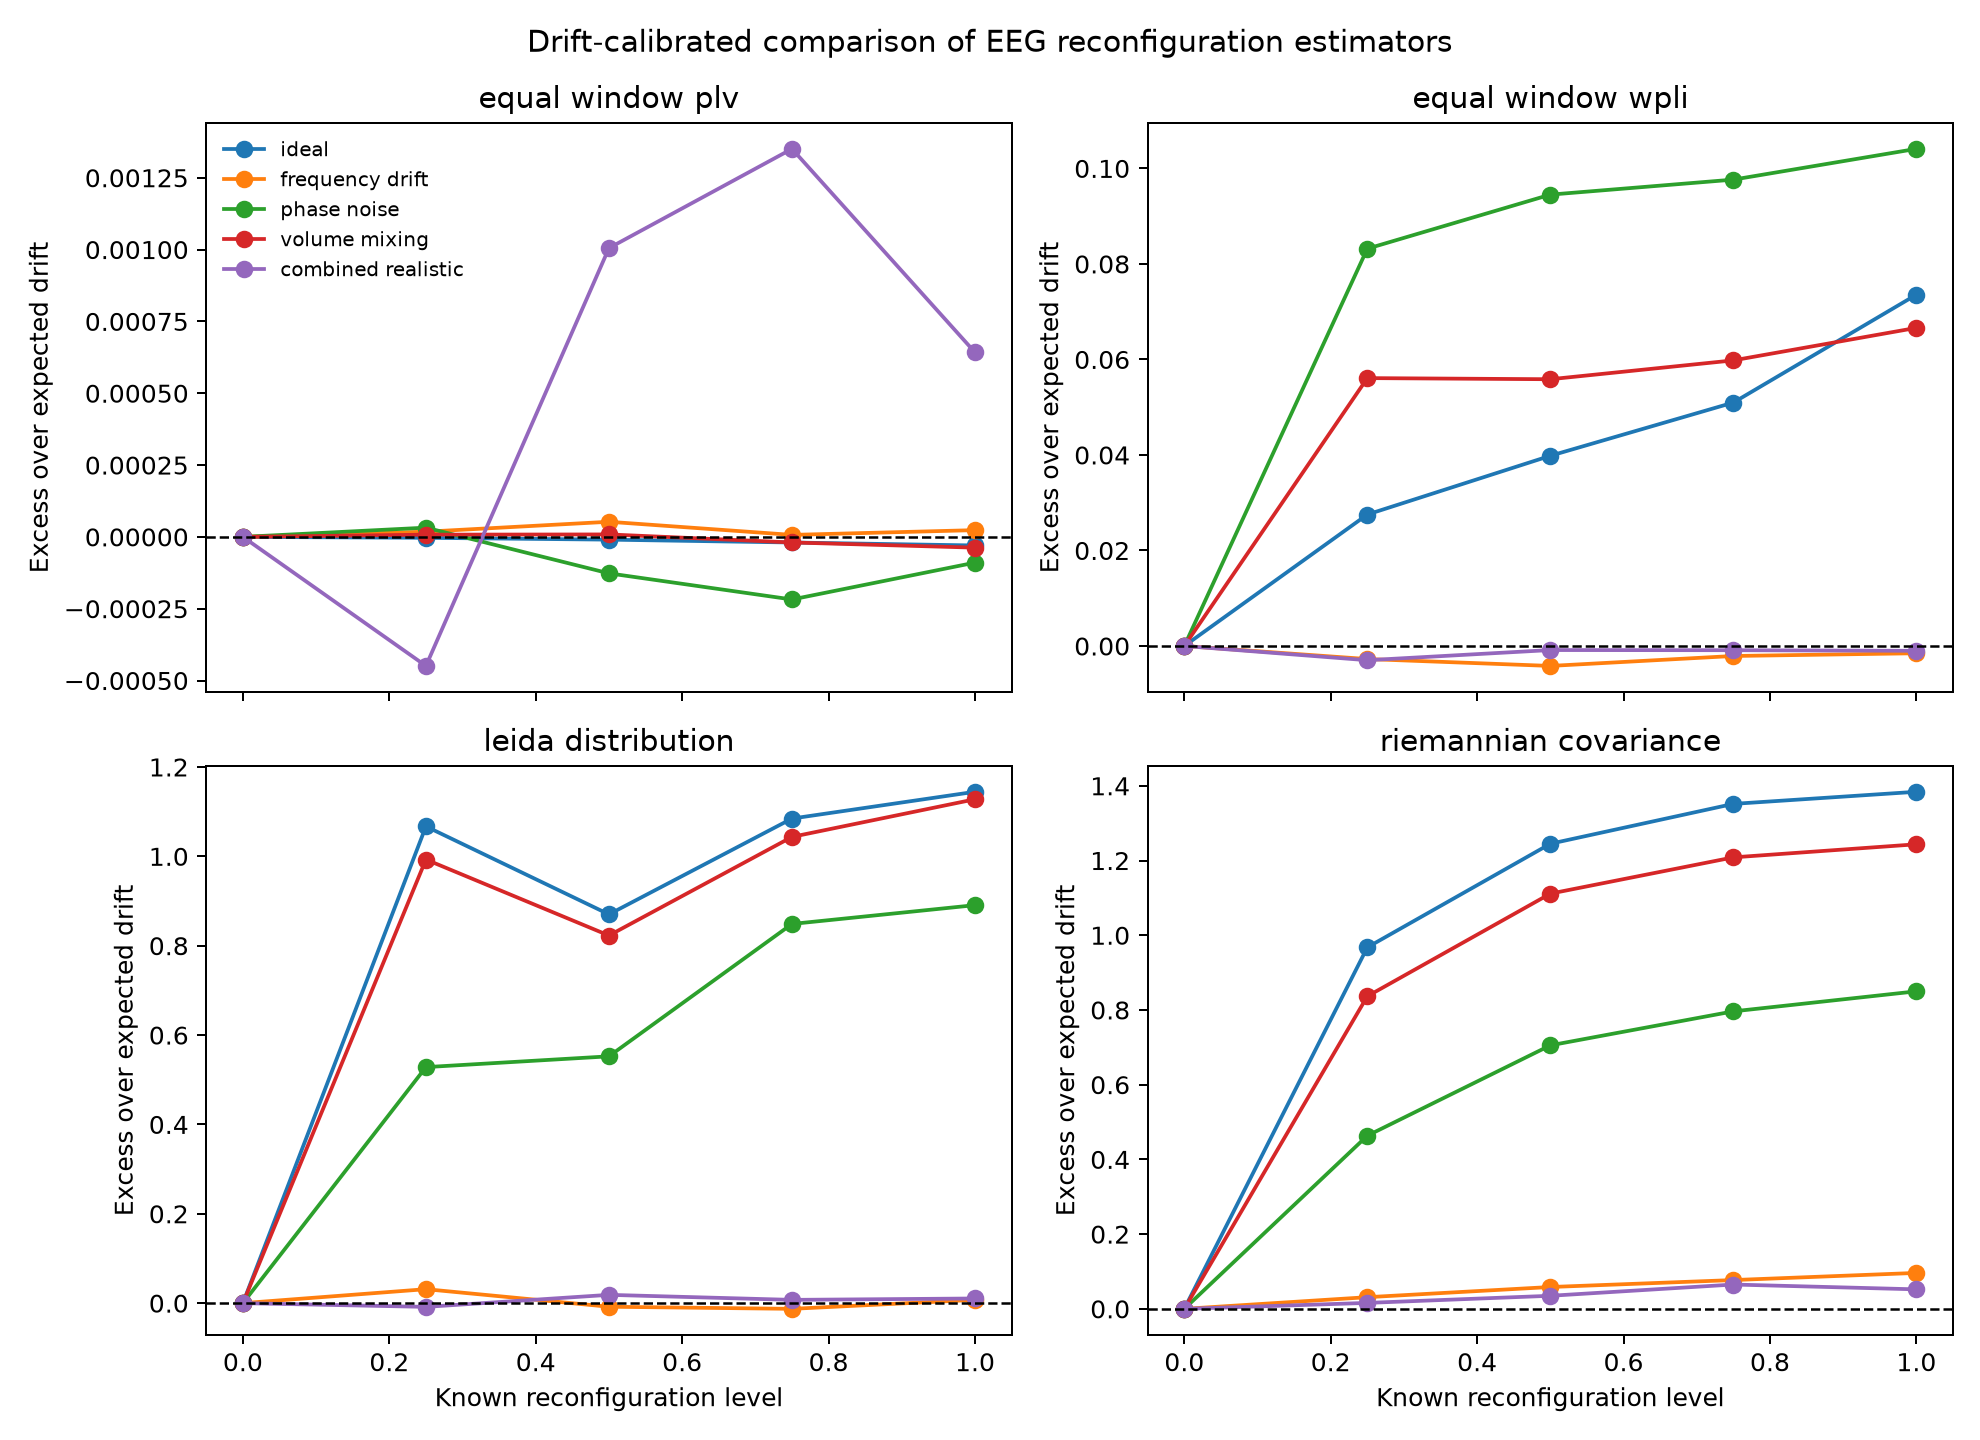 Drift-calibrated comparison of EEG reconfiguration estimators
equal window plv
Excess over expected drift
0.00125
0.00100
0.00075
0.00050
0.00025
0.00000
−0.00025
−0.00050
ideal
frequency drift
phase noise
volume mixing
combined realistic
equal window wpli
Excess over expected drift
0.10
0.08
0.06
0.04
0.02
0.00
leida distribution
Excess over expected drift
1.2
1.0
0.8
0.6
0.4
0.2
0.0
0.0 0.2 0.4 0.6 0.8 1.0
Known reconfiguration level
riemannian covariance
Excess over expected drift
1.4
1.2
1.0
0.8
0.6
0.4
0.2
0.0
0.0 0.2 0.4 0.6 0.8 1.0
Known reconfiguration level